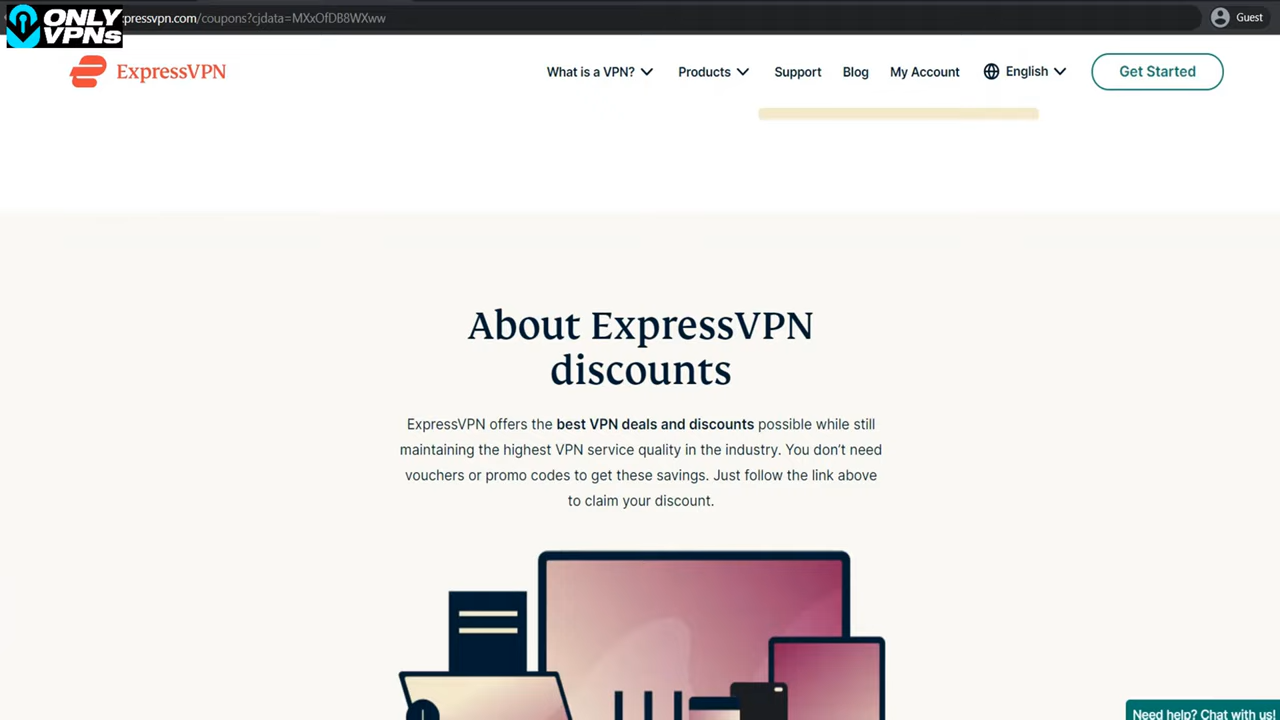 ONLY
VPNs
pressvpn.com/coupons?cjdata=MXxOfDB8WXww
Guest
ExpressVPN
What is a VPN?
Products
Support
Blog
My Account
English
Get Started
About ExpressVPN
discounts
ExpressVPN offers the best VPN deals and discounts possible while still
maintaining the highest VPN service quality in the industry. You don’t need
vouchers or promo codes to get these savings. Just follow the link above
to claim your discount.
Need help? Chat with us!